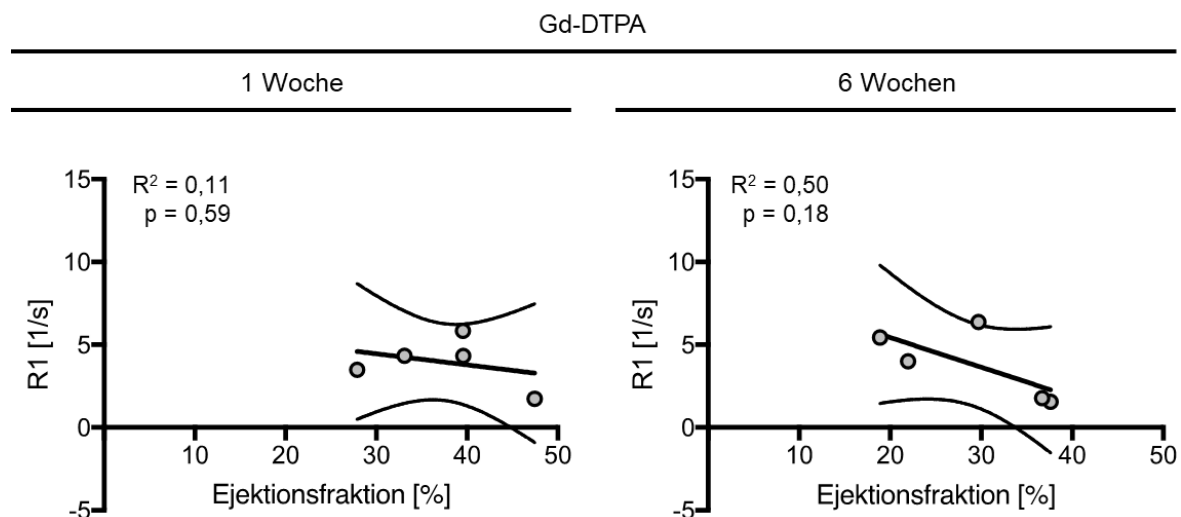 Gd-DTPA
1 Woche
6 Wochen
R² = 0,11
p = 0,59
15
10
5
0
-5
10
20
30
40
50
R1 [1/s]
Ejektionsfraktion [%]
R² = 0,50
p = 0,18
15
10
5
0
-5
10
20
30
40
50
R1 [1/s]
Ejektionsfraktion [%]